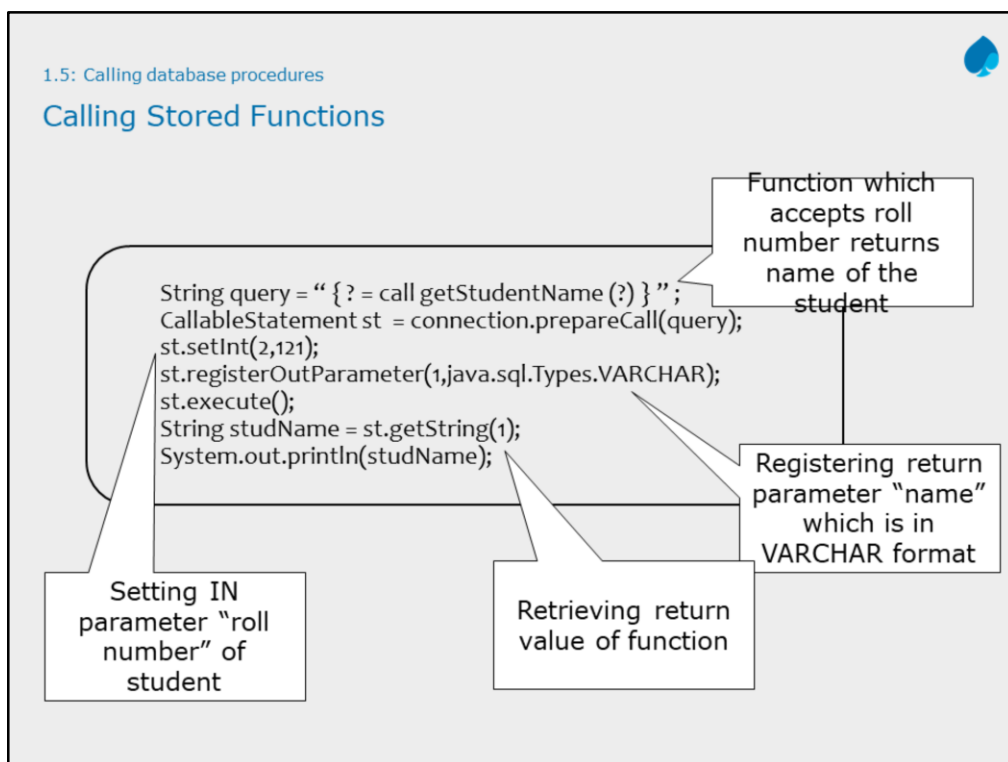 1.5: Calling database procedures
Calling Stored Functions
Function which
accepts roll
number returns
name of the
student
String query = “ { ? = call getStudentName (?) } ” ;
CallableStatement st = connection.prepareCall(query);
st.setInt(2,121);
st.registerOutParameter(1,java.sql.Types.VARCHAR);
st.execute();
String studName = st.getString(1);
System.out.println(studName);
Registering return
parameter “name”
which is in
VARCHAR format
Setting IN
parameter “roll
number” of
student
Retrieving return
value of function